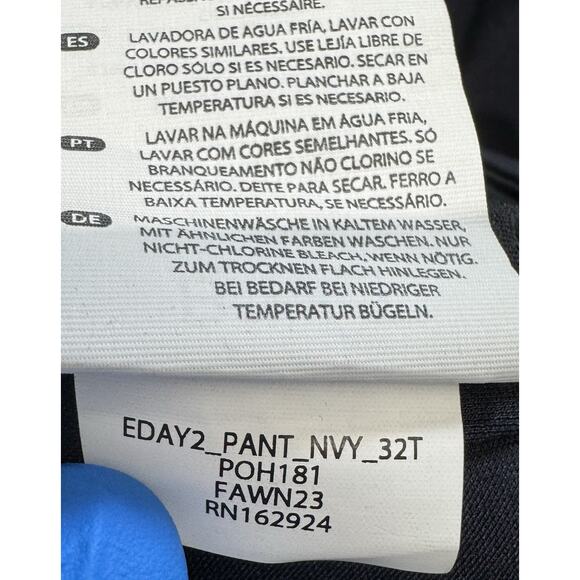 SI NÉCESSAIRE.
ES LAVADORA DE AGUA FRÍA, LAVAR CON
COLORES SIMILARES. USE LEJÍA LIBRE DE
CLORO SÓLO SI ES NECESARIO. SECAR EN
UN PUESTO PLANO. PLANCHAR A BAJA
TEMPERATURA SI ES NECESARIO.
PT LAVAR NA MÁQUINA EM ÁGUA FRIA,
LAVAR COM CORES SEMELHANTES. SÓ
BRANQUEAMENTO NÃO CLORINO SE
NECESSÁRIO. DEITE PARA SECAR. FERRO A
BAIXA TEMPERATURA, SE NECESSÁRIO.
DE MASCHINENWÄSCHE IN KALTEM WASSER,
MIT ÄHNLICHEN FARBEN WASCHEN. NUR
NICHT-CHLORINE BLEACH, WENN NÖTIG.
ZUM TROCKNEN FLACH HINLEGEN.
BEI BEDARF BEI NIEDRIGER
TEMPERATUR BÜGELN.
EDAY2_PANT_NVY_32T
POH181
FAWN23
RN162924